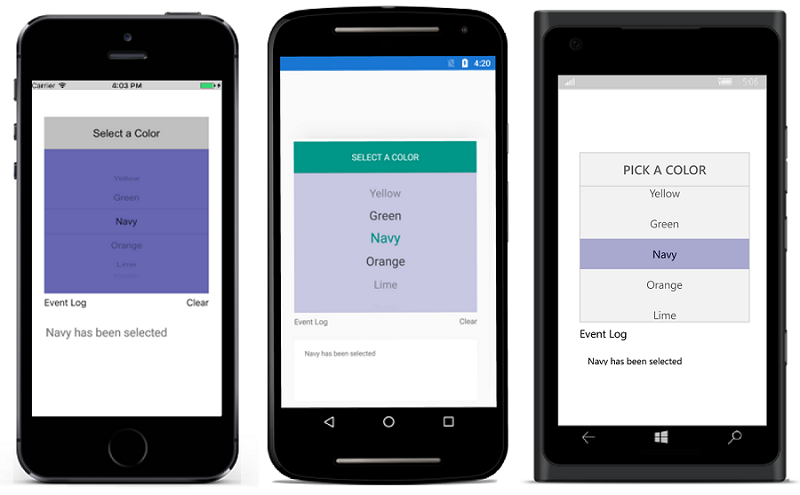 Carrier 4:03 PM
Select a Color
Yellow
Green
Navy
Orange
Lime
Event Log Clear
Navy has been selected
4:20
SELECT A COLOR
Yellow
Green
Navy
Orange
Lime
Event Log Clear
Navy has been selected
5:06
PICK A COLOR
Yellow
Green
Navy
Orange
Lime
Event Log
Navy has been selected